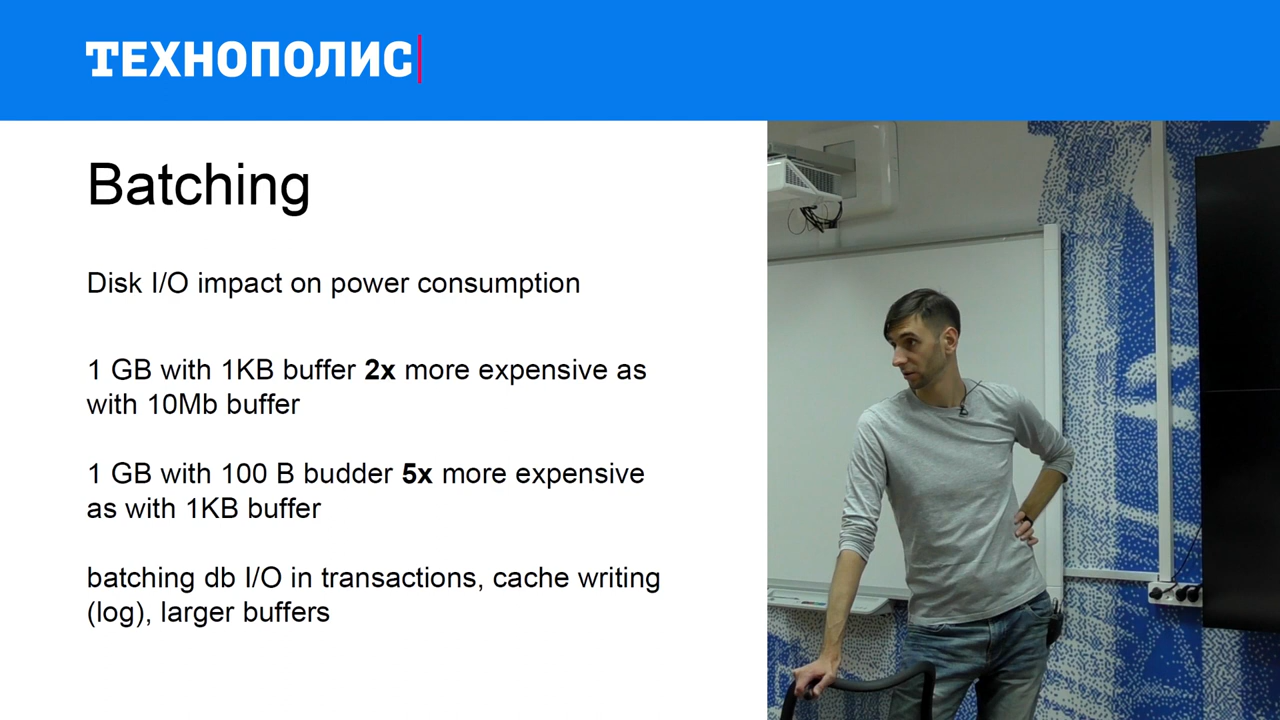 ТЕХНОПОЛИС
Batching
Disk I/O impact on power consumption
1 GB with 1KB buffer 2x more expensive as
with 10Mb buffer
1 GB with 100 B budder 5x more expensive
as with 1KB buffer
batching db I/O in transactions, cache writing
(log), larger buffers